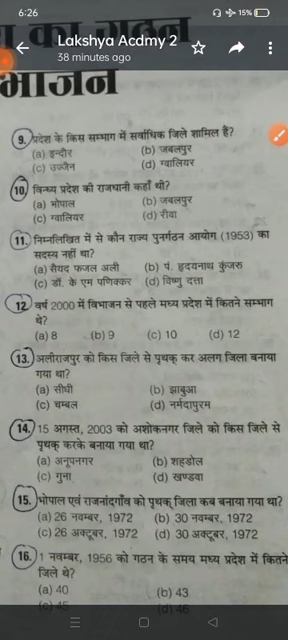 6:26
15%
का गठन
Lakshya Acdmy 2
38 minutes ago
भाजन
9. प्रदेश के किस सम्भाग में सर्वाधिक जिले शामिल हैं?
(a) इन्दौर (b) जबलपुर
(c) उज्जैन (d) ग्वालियर
10. विन्ध्य प्रदेश की राजधानी कहाँ थी?
(a) भोपाल (b) जबलपुर
(c) ग्वालियर (d) रीवा
11. निम्नलिखित में से कौन राज्य पुनर्गठन आयोग (1953) का
सदस्य नहीं था?
(a) सैयद फजल अली (b) पं. हृदयनाथ कुंजरु
(c) डॉ. के एम पणिक्कर (d) विष्णु दत्ता
12. वर्ष 2000 में विभाजन से पहले मध्य प्रदेश में कितने सम्भाग
थे?
(a) 8 (b) 9 (c) 10 (d) 12
13. अलीराजपुर को किस जिले से पृथक् कर अलग जिला बनाया
गया था?
(a) सीधी (b) झाबुआ
(c) चम्बल (d) नर्मदापुरम
14. 15 अगस्त, 2003 को अशोकनगर जिले को किस जिले से
पृथक् करके बनाया गया था?
(a) अनूपनगर (b) शहडोल
(c) गुना (d) खण्डवा
15. भोपाल एवं राजनांदगाँव को पृथक् जिला कब बनाया गया था?
(a) 26 नवम्बर, 1972 (b) 30 नवम्बर, 1972
(c) 26 अक्टूबर, 1972 (d) 30 अक्टूबर, 1972
16. 1 नवम्बर, 1956 को गठन के समय मध्य प्रदेश में कितने
जिले थे?
(a) 40 (b) 43
(c) 45 (d) 46